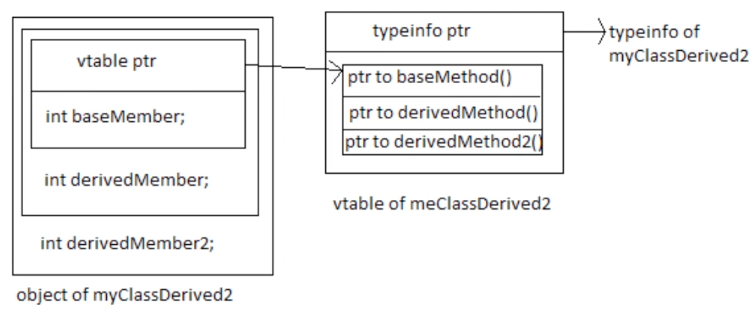 vtable ptr
int baseMember;
int derivedMember;
int derivedMember2;
object of myClassDerived2
typeinfo ptr
ptr to baseMethod()
ptr to derivedMethod()
ptr to derivedMethod2()
vtable of meClassDerived2
typeinfo of
myClassDerived2